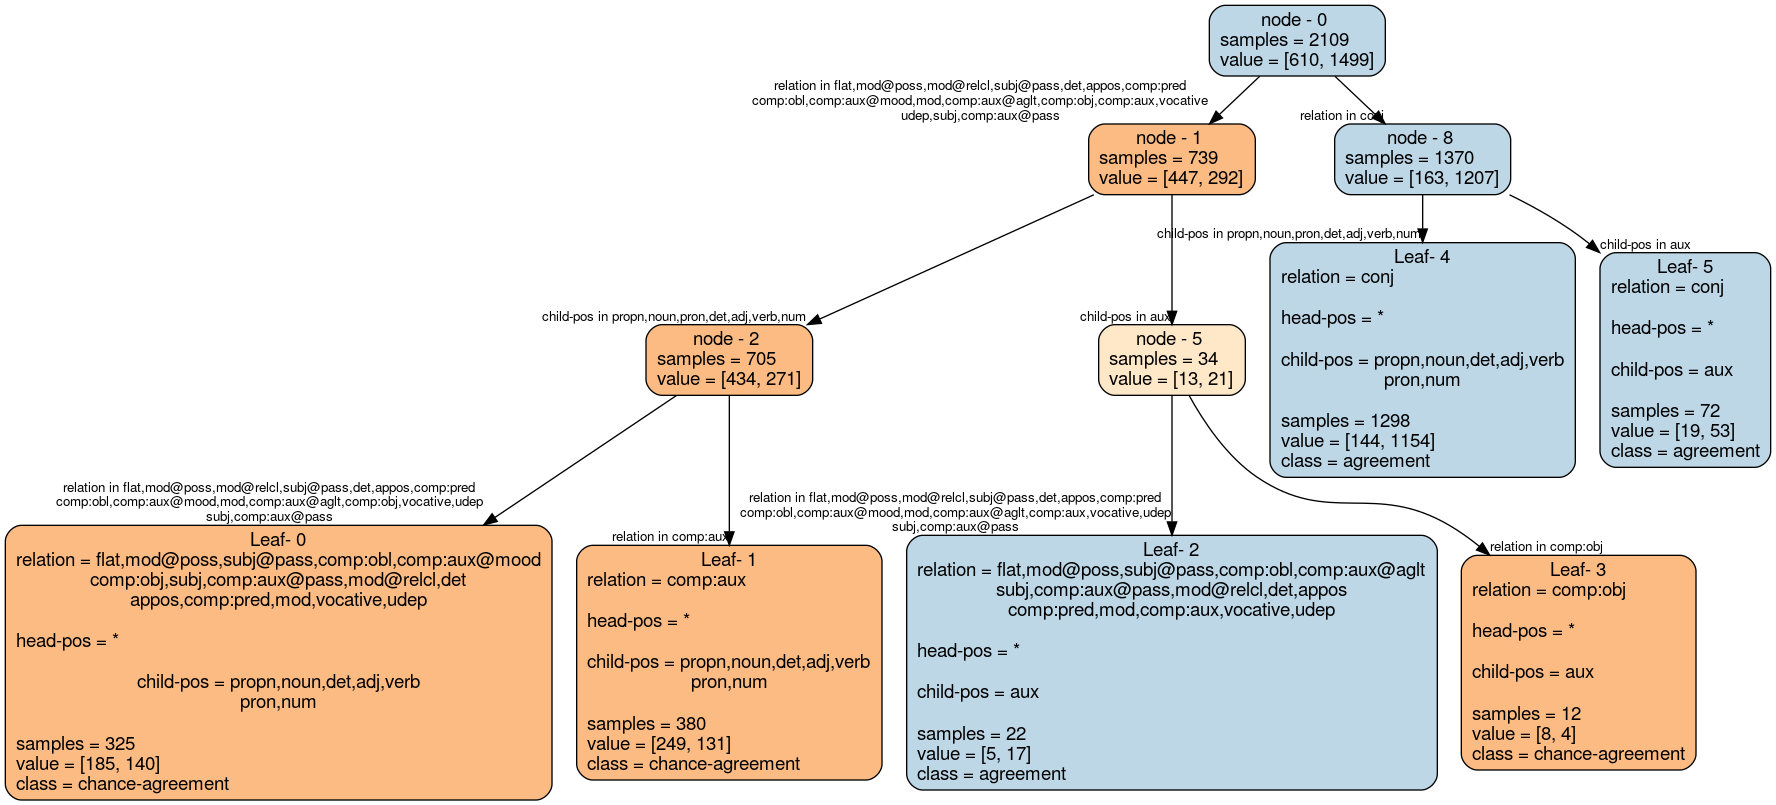 node - 0
samples = 2109
value = [610, 1499]
relation in flat,mod@poss,mod@relcl,subj@pass,det,appos,comp:pred
comp:obl,comp:aux@mood,mod,comp:aux@aglt,comp:obj,comp:aux,vocative
udep,subj,comp:aux@pass
relation in conj
node - 1
samples = 739
value = [447, 292]
node - 8
samples = 1370
value = [163, 1207]
child-pos in propn,noun,pron,det,adj,verb,num
child-pos in aux
Leaf- 4
relation = conj
head-pos = *
child-pos = propn,noun,det,adj,verb
pron,num
samples = 1298
value = [144, 1154]
class = agreement
Leaf- 5
relation = conj
head-pos = *
child-pos = aux
samples = 72
value = [19, 53]
class = agreement
child-pos in propn,noun,pron,det,adj,verb,num
child-pos in aux
node - 2
samples = 705
value = [434, 271]
node - 5
samples = 34
value = [13, 21]
relation in flat,mod@poss,mod@relcl,subj@pass,det,appos,comp:pred
comp:obl,comp:aux@mood,mod,comp:aux@aglt,comp:obj,vocative,udep
subj,comp:aux@pass
relation in comp:aux
relation in flat,mod@poss,mod@relcl,subj@pass,det,appos,comp:pred
comp:obl,comp:aux@mood,mod,comp:aux@aglt,comp:aux,vocative,udep
subj,comp:aux@pass
relation in comp:obj
Leaf- 0
relation = flat,mod@poss,subj@pass,comp:obl,comp:aux@mood
comp:obj,subj,comp:aux@pass,mod@relcl,det
appos,comp:pred,mod,vocative,udep
head-pos = *
child-pos = propn,noun,det,adj,verb
pron,num
samples = 325
value = [185, 140]
class = chance-agreement
Leaf- 1
relation = comp:aux
head-pos = *
child-pos = propn,noun,det,adj,verb
pron,num
samples = 380
value = [249, 131]
class = chance-agreement
Leaf- 2
relation = flat,mod@poss,subj@pass,comp:obl,comp:aux@aglt
subj,comp:aux@pass,mod@relcl,det,appos
comp:pred,mod,comp:aux,vocative,udep
head-pos = *
child-pos = aux
samples = 22
value = [5, 17]
class = agreement
Leaf- 3
relation = comp:obj
head-pos = *
child-pos = aux
samples = 12
value = [8, 4]
class = chance-agreement